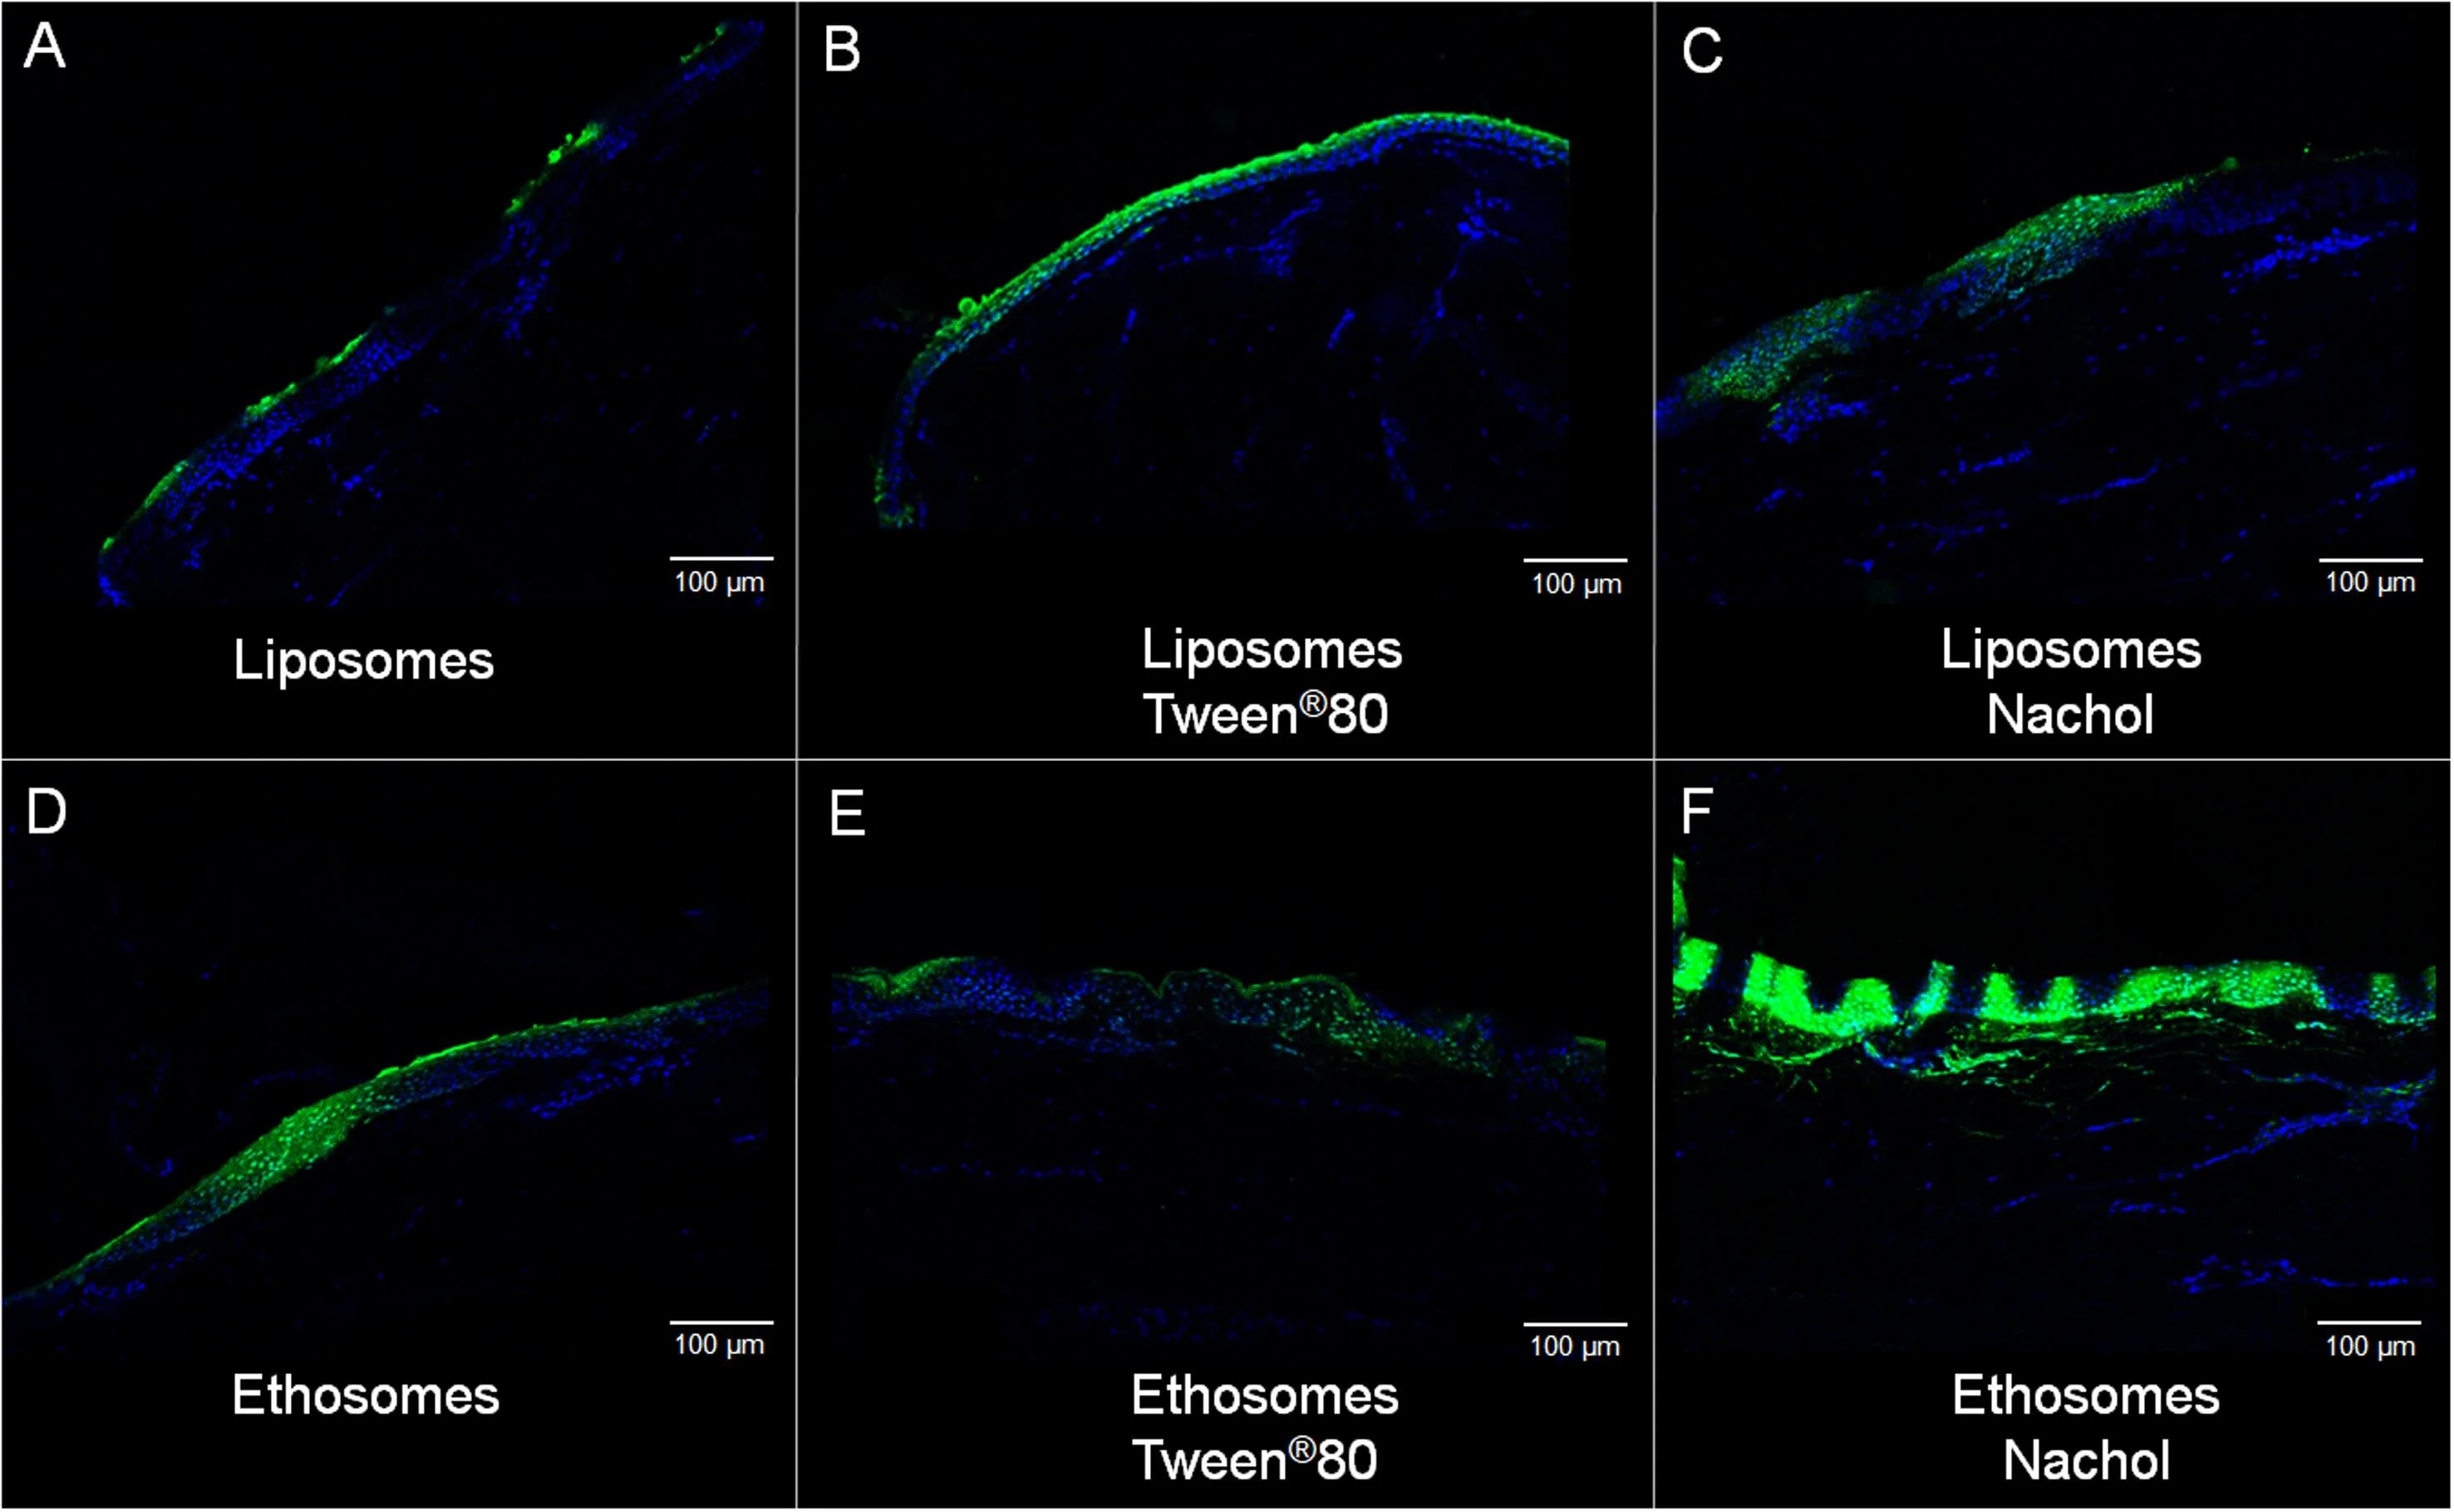 A
B
C
100 µm
100 µm
100 µm
Liposomes
Liposomes
Tween®80
Liposomes
Nachol
D
E
F
100 µm
100 µm
100 µm
Ethosomes
Ethosomes
Tween®80
Ethosomes
Nachol